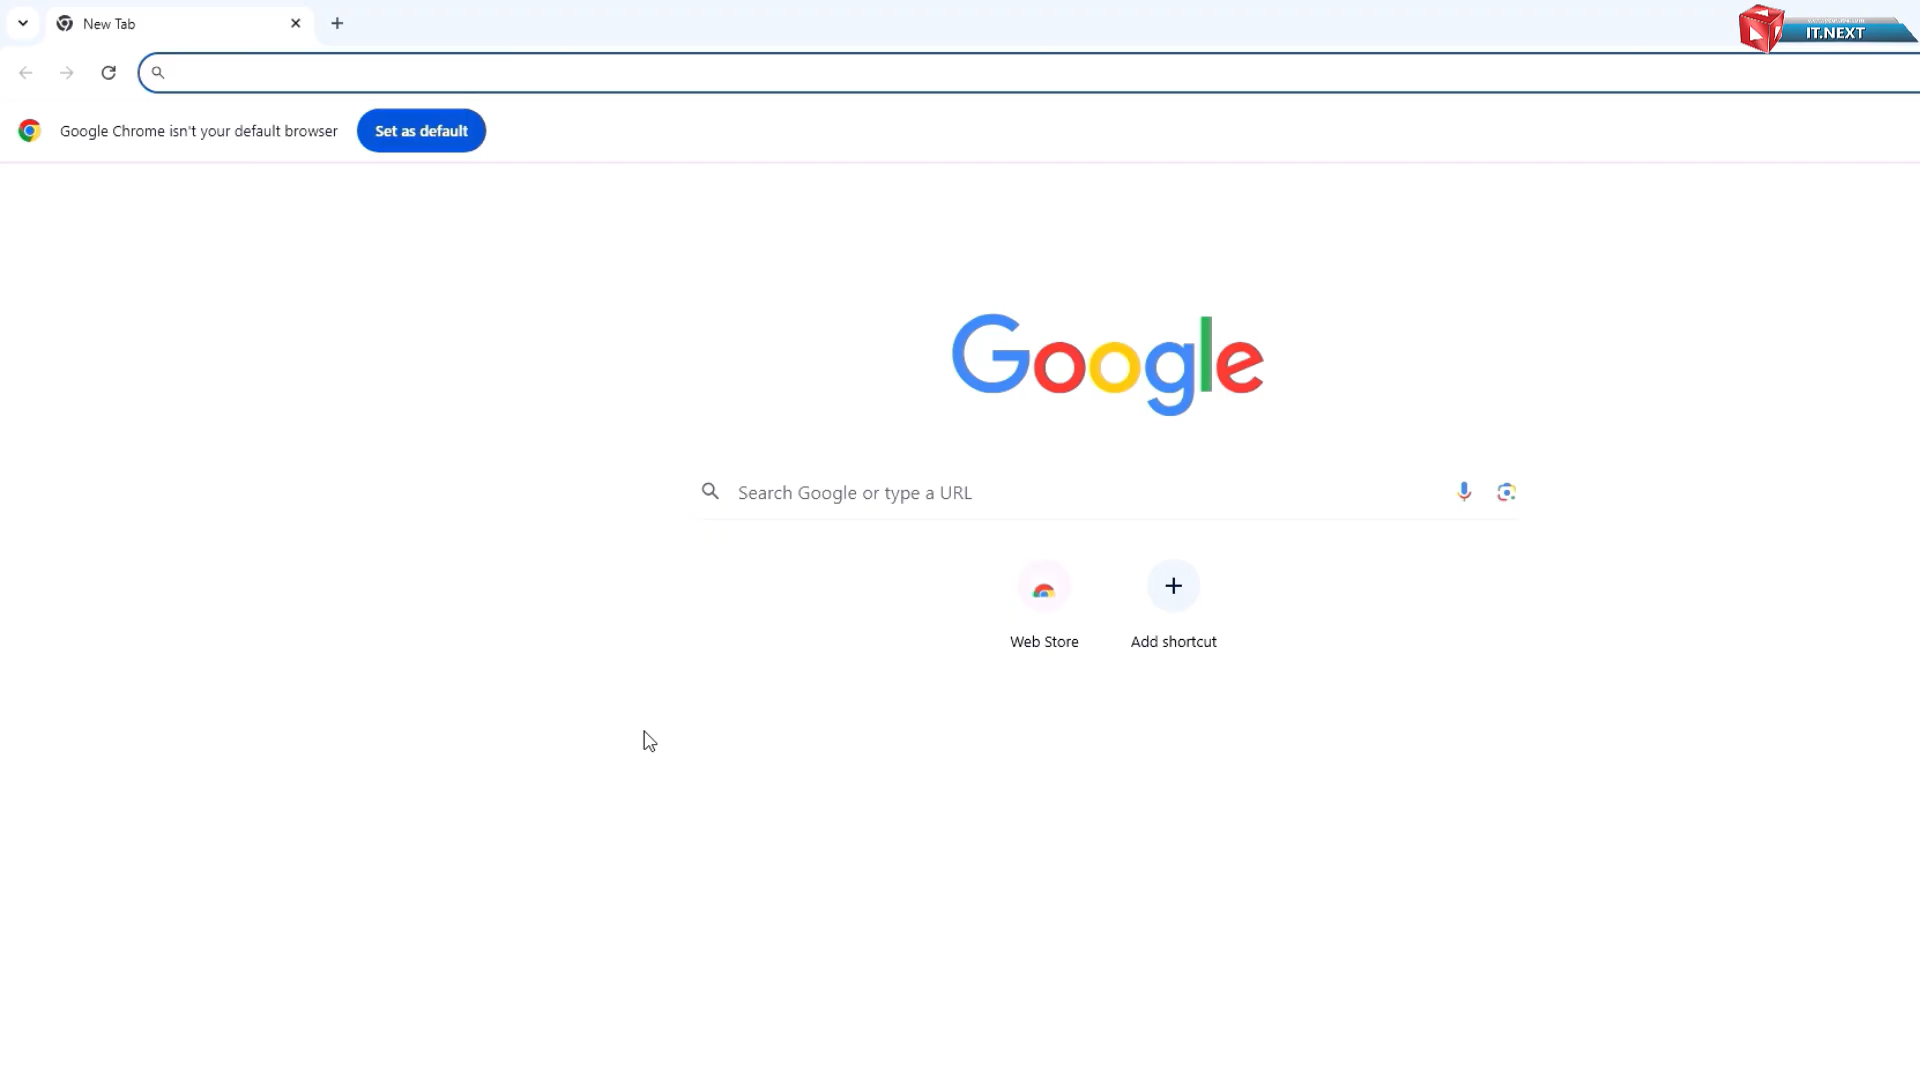 New Tab
IT.NEXT
Google Chrome isn't your default browser
Set as default
Google
Search Google or type a URL
Web Store
Add shortcut